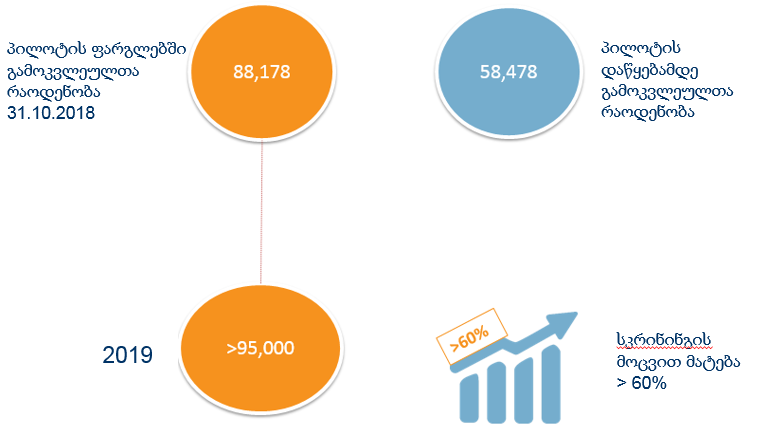 პილოტის ფარგლებში
გამოკვლეულთა
რაოდენობა
31.10.2018
88,178
58,478
პილოტის
დაწყებამდე
გამოკვლეულთა
რაოდენობა
2019
>95,000
>60%
სკრინინგის
მოცვით მატება
> 60%